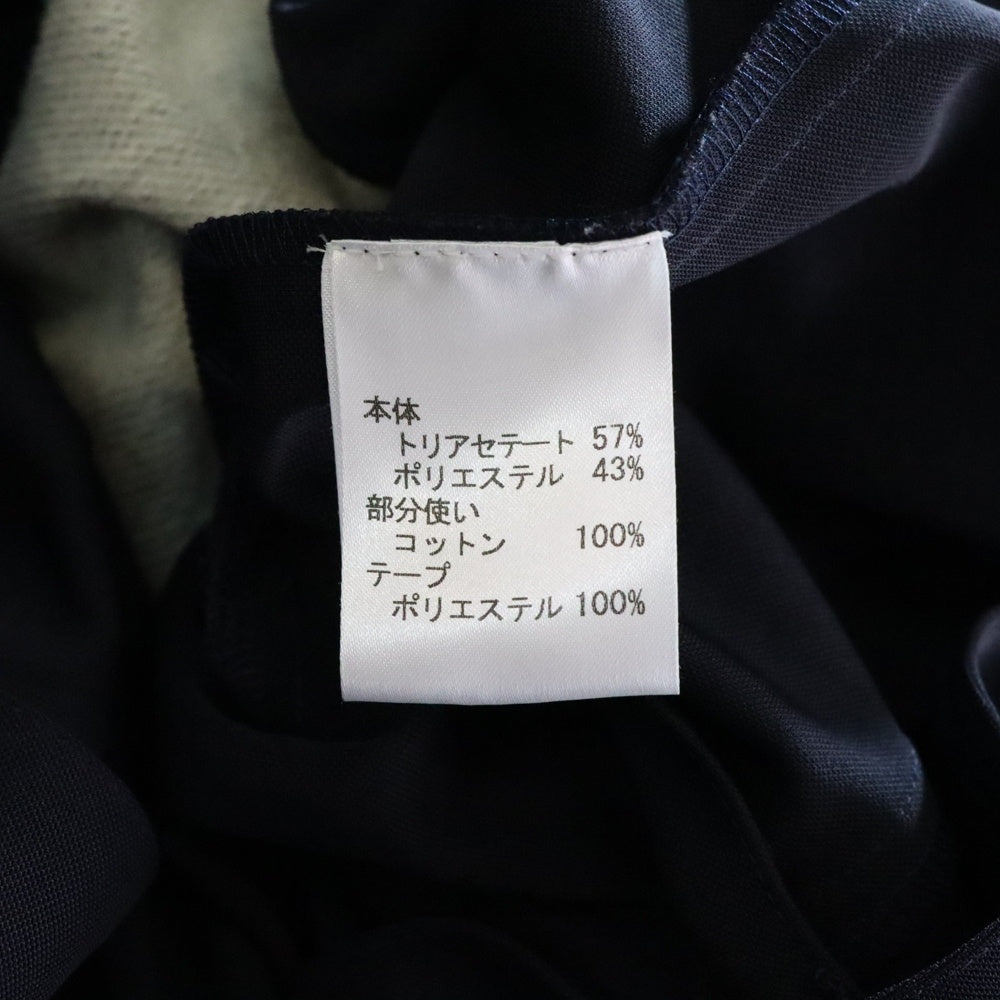 本体
トリアセテート 57%
ポリエステル 43%
部分使い
コットン 100%
テープ
ポリエステル 100%